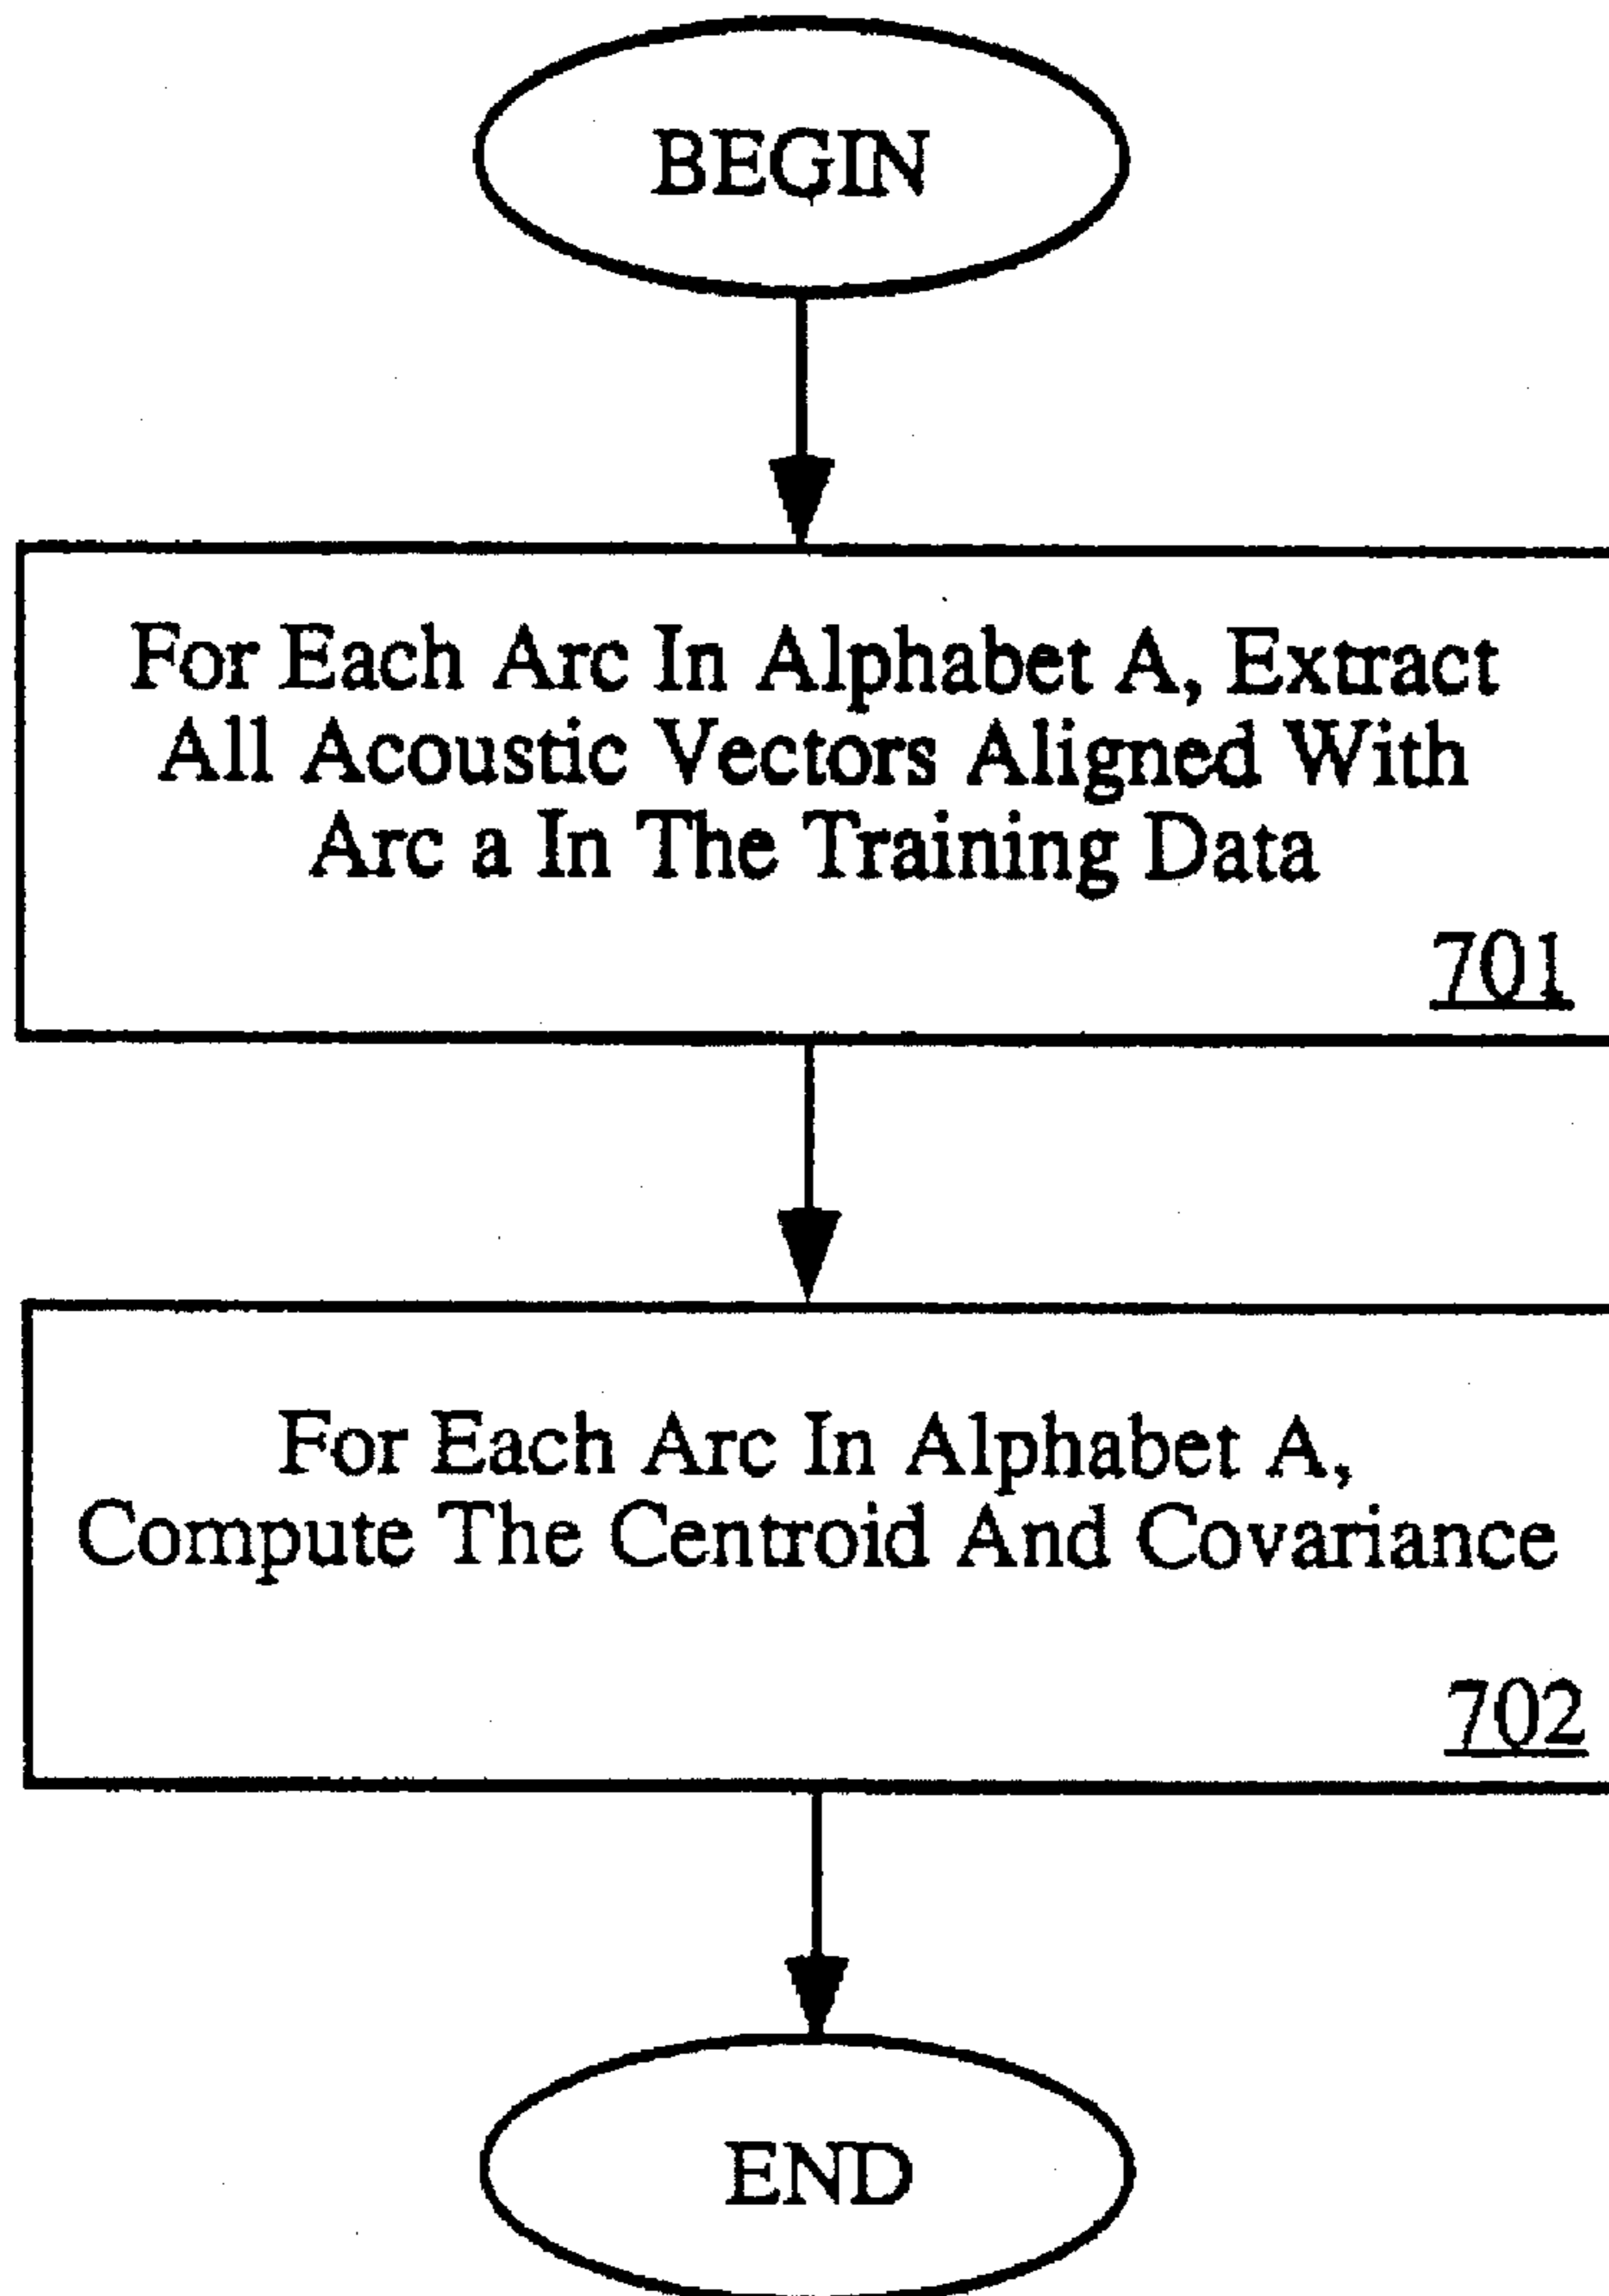 BEGIN
For Each Arc In Alphabet A, Extract
All Acoustic Vectors Aligned With
Arc a In The Training Data
701
For Each Arc In Alphabet A,
Compute The Centroid And Covariance
702
END